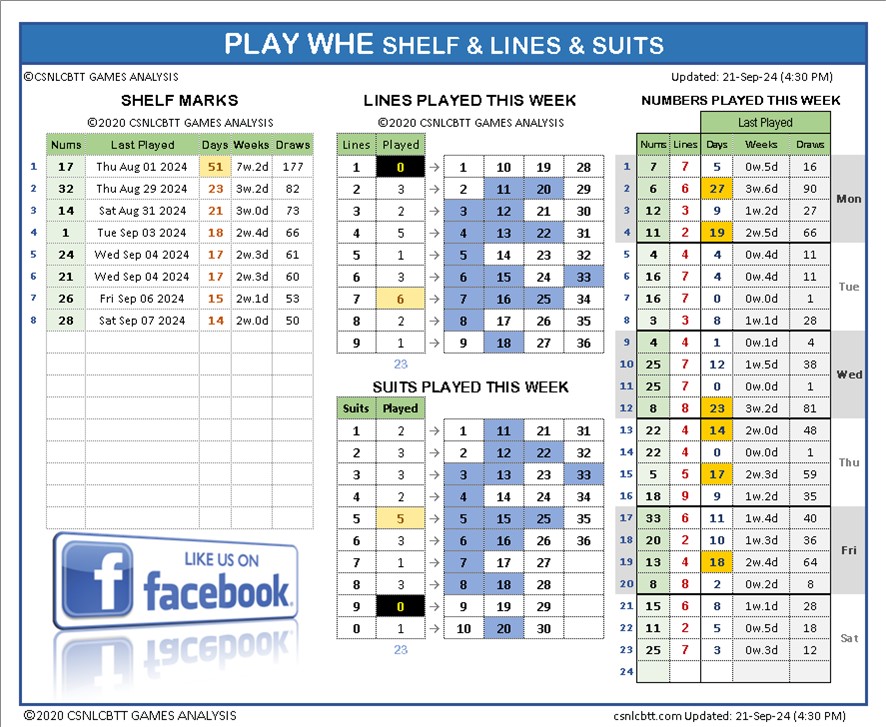 PLAY WHE SHELF & LINES & SUITS
©CSNLCBTT GAMES ANALYSIS
Updated: 21-Sep-24 (4:30 PM)
SHELF MARKS
©2020 CSNLCBTT GAMES ANALYSIS
Nums Last Played Days Weeks Draws
1 17 Thu Aug 01 2024 51 7w.2d 177
2 32 Thu Aug 29 2024 23 3w.2d 82
3 14 Sat Aug 31 2024 21 3w.0d 73
4 1 Tue Sep 03 2024 18 2w.4d 66
5 24 Wed Sep 04 2024 17 2w.3d 61
6 21 Wed Sep 04 2024 17 2w.3d 60
7 26 Fri Sep 06 2024 15 2w.1d 53
8 28 Sat Sep 07 2024 14 2w.0d 50
LIKE US ON
f facebook
LINES PLAYED THIS WEEK
©2020 CSNLCBTT GAMES ANALYSIS
Lines Played
1 0 → 1 10 19 28
2 3 → 2 11 20 29
3 2 → 3 12 21 30
4 5 → 4 13 22 31
5 1 → 5 14 23 32
6 3 → 6 15 24 33
7 6 → 7 16 25 34
8 2 → 8 17 26 35
9 1 → 9 18 27 36
23
SUITS PLAYED THIS WEEK
Suits Played
1 2 → 1 11 21 31
2 3 → 2 12 22 32
3 3 → 3 13 23 33
4 2 → 4 14 24 34
5 5 → 5 15 25 35
6 3 → 6 16 26 36
7 1 → 7 17 27
8 3 → 8 18 28
9 0 → 9 19 29
0 1 → 10 20 30
23
NUMBERS PLAYED THIS WEEK
Last Played
Nums Lines Days Weeks Draws
1 7 7 5 0w.5d 16
2 6 6 27 3w.6d 90
Mon
3 12 3 9 1w.2d 27
4 11 2 19 2w.5d 66
5 4 4 4 0w.4d 11
6 16 7 4 0w.4d 11
Tue
7 16 7 0 0w.0d 1
8 3 3 8 1w.1d 28
9 4 4 1 0w.1d 4
10 25 7 12 1w.5d 38
Wed
11 25 7 0 0w.0d 1
12 8 8 23 3w.2d 81
13 22 4 14 2w.0d 48
14 22 4 0 0w.0d 1
Thu
15 5 5 17 2w.3d 59
16 18 9 9 1w.2d 35
17 33 6 11 1w.4d 40
18 20 2 10 1w.3d 36
Fri
19 13 4 18 2w.4d 64
20 8 8 2 0w.2d 8
21 15 6 8 1w.1d 28
22 11 2 5 0w.5d 18
Sat
23 25 7 3 0w.3d 12
24
©2020 CSNLCBTT GAMES ANALYSIS
csnlcbtt.com Updated: 21-Sep-24 (4:30 PM)